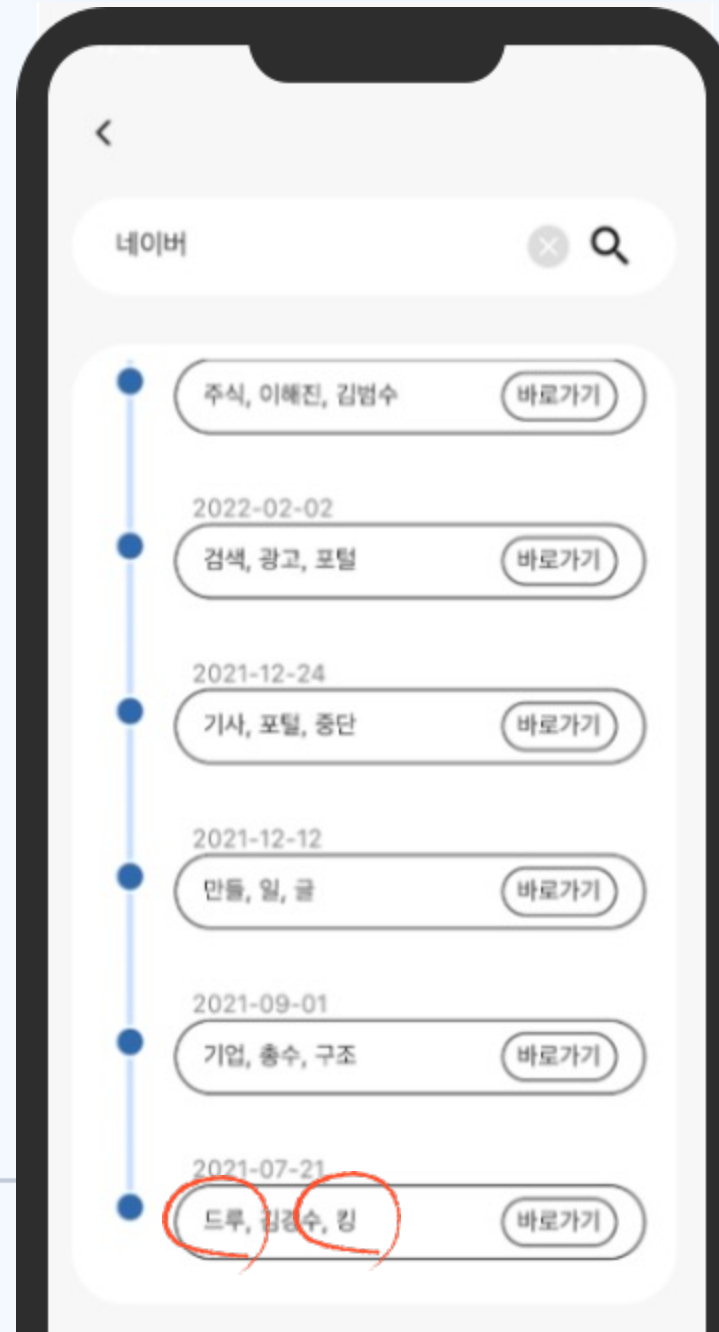 네이버
주식, 이해진, 김범수 바로가기
2022-02-02
검색, 광고, 포털 바로가기
2021-12-24
기사, 포털, 중단 바로가기
2021-12-12
만들, 일, 글 바로가기
2021-09-01
기업, 총수, 구조 바로가기
2021-07-21
드루, 김경수, 킹 바로가기